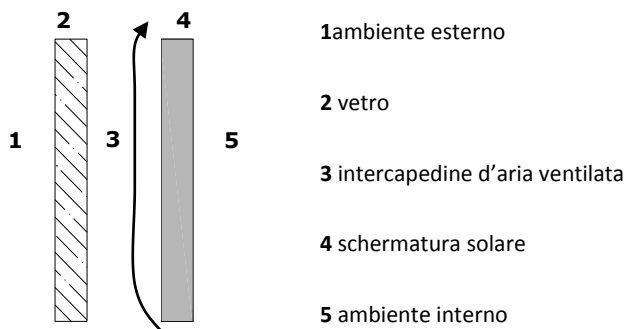 2 4
1 3 5
1ambiente esterno
2 vetro
3 intercapedine d’aria ventilata
4 schermatura solare
5 ambiente interno